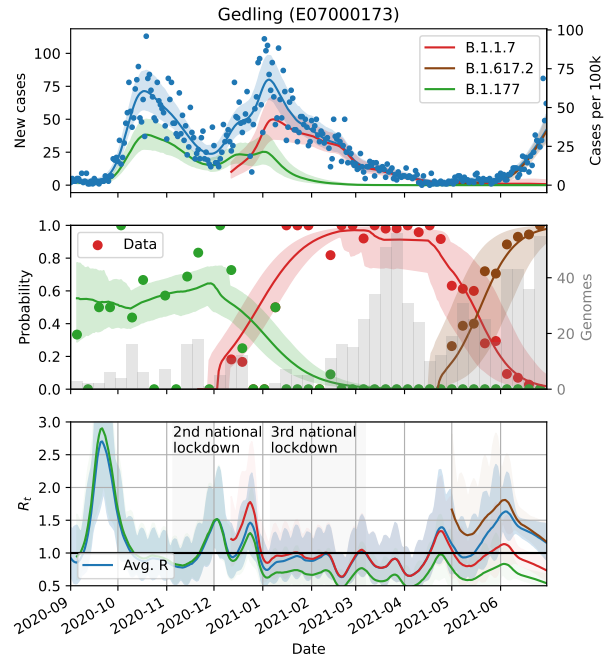 Gedling (E07000173)
New cases
100
75
50
25
0
B.1.1.7
B.1.617.2
B.1.177
100
75
50
25
0
Cases per 100k
Probability
1.0
0.8
0.6
0.4
0.2
0.0
Data
40
20
0
Genomes
Rt
3.0
2.5
2.0
1.5
1.0
0.5
2nd national
lockdown
3rd national
lockdown
Avg. R
2020-09
2020-10
2020-11
2020-12
2021-01
2021-02
2021-03
2021-04
2021-05
2021-06
Date